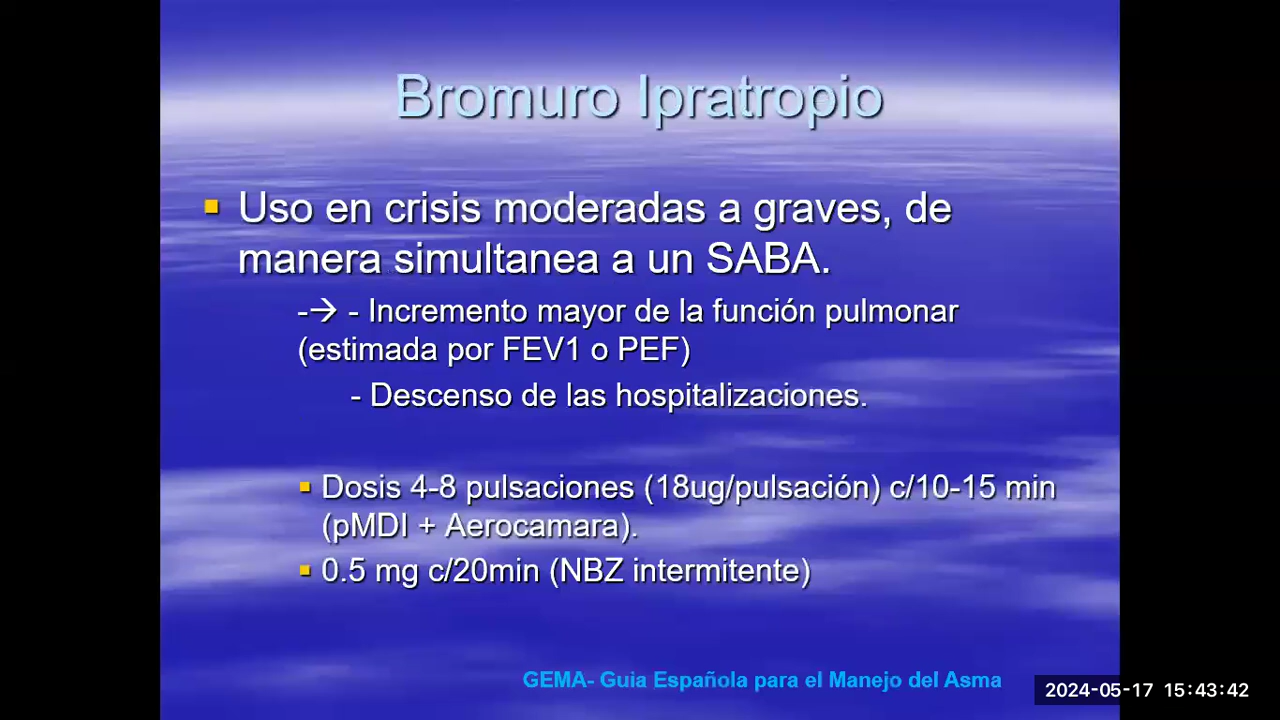 Bromuro Ipratropio
Uso en crisis moderadas a graves, de
manera simultanea a un SABA.
-→ - Incremento mayor de la función pulmonar
(estimada por FEV1 o PEF)
- Descenso de las hospitalizaciones.
Dosis 4-8 pulsaciones (18ug/pulsación) c/10-15 min
(pMDI + Aerocamara).
0.5 mg c/20min (NBZ intermitente)
GEMA- Guia Española para el Manejo del Asma
2024-05-17 15:43:42